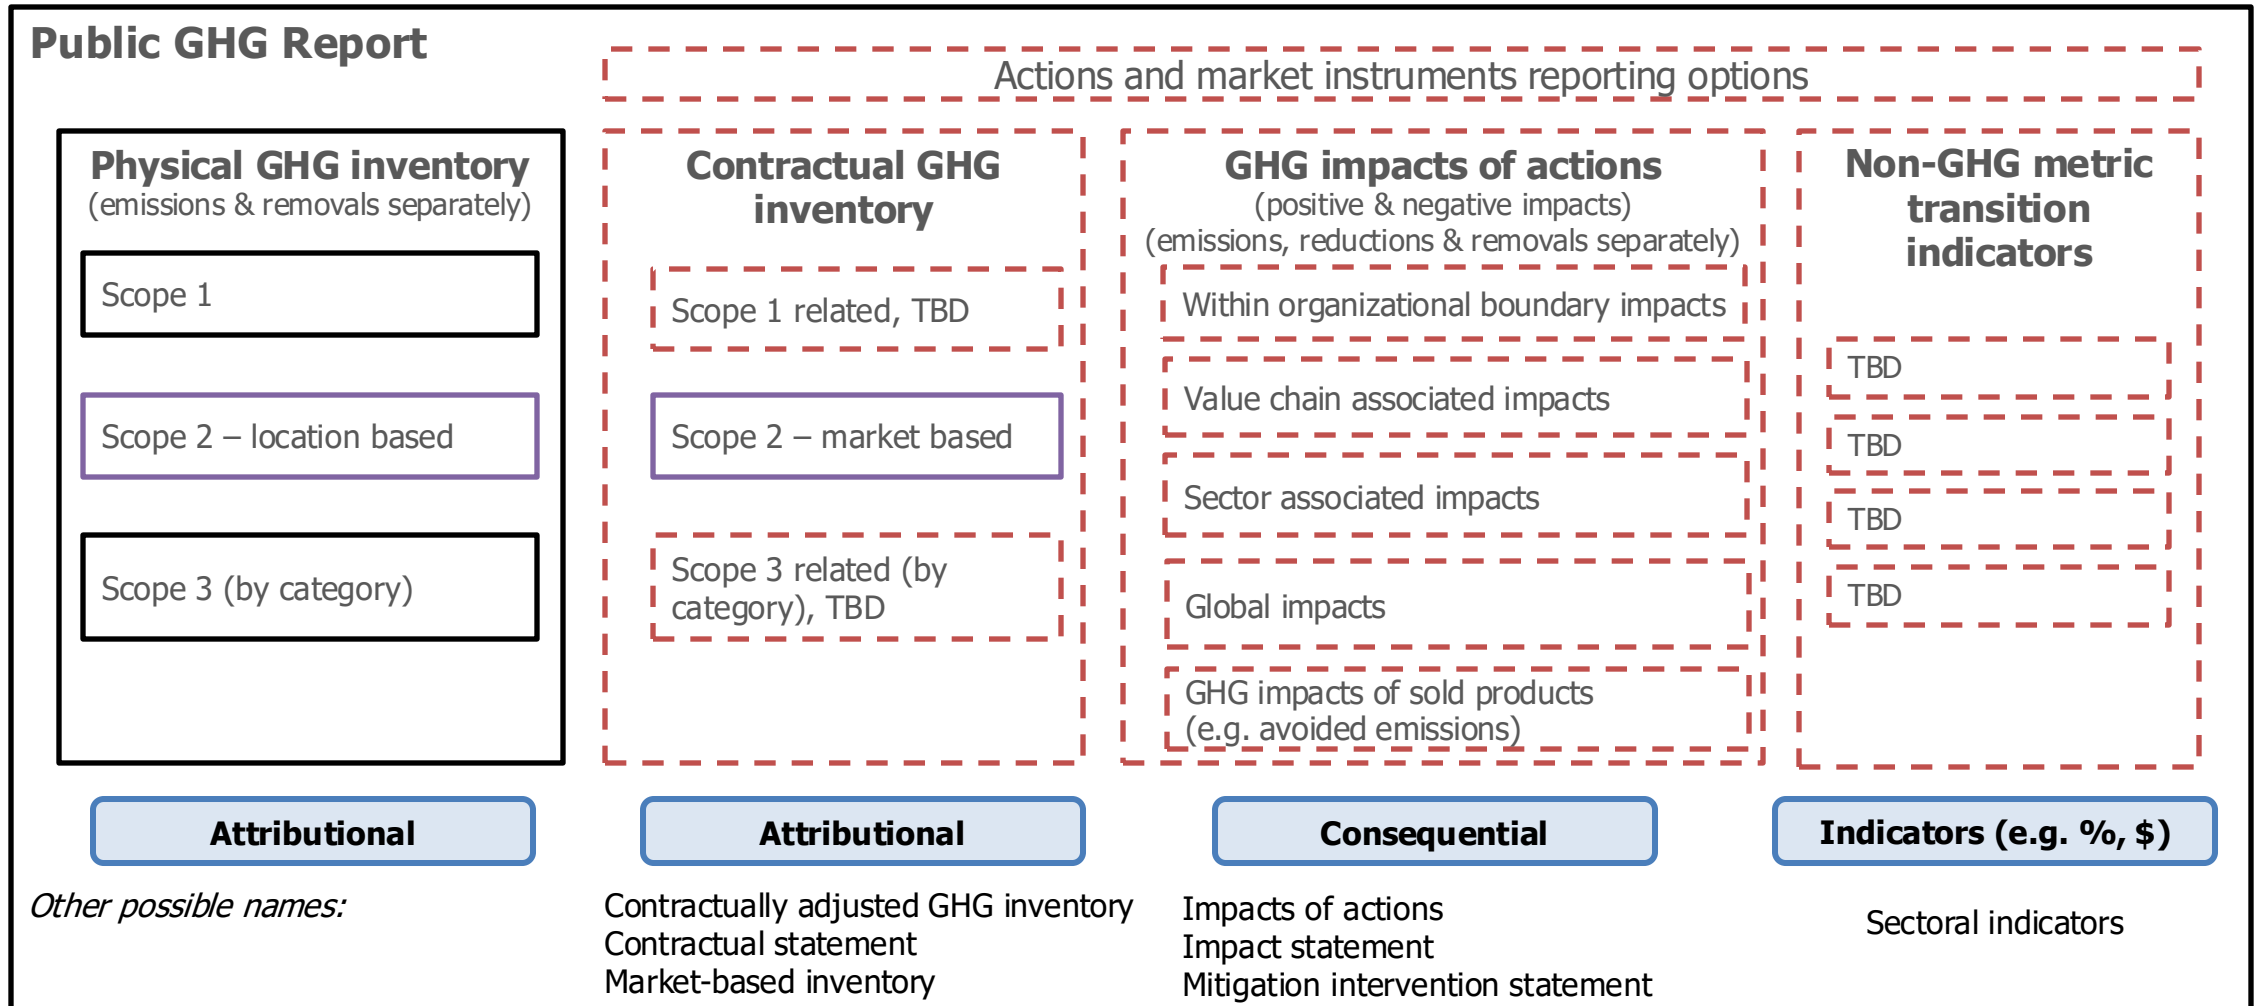 Public GHG Report
Actions and market instruments reporting options
Physical GHG inventory
(emissions & removals separately)
Scope 1
Scope 2 – location based
Scope 3 (by category)
Contractual GHG
inventory
Scope 1 related, TBD
Scope 2 – market based
Scope 3 related (by
category), TBD
GHG impacts of actions
(positive & negative impacts)
(emissions, reductions & removals separately)
Within organizational boundary impacts
Value chain associated impacts
Sector associated impacts
Global impacts
GHG impacts of sold products
(e.g. avoided emissions)
Non-GHG metric
transition
indicators
TBD
TBD
TBD
TBD
Attributional
Attributional
Consequential
Indicators (e.g. %, $)
Other possible names:
Contractually adjusted GHG inventory
Contractual statement
Market-based inventory
Impacts of actions
Impact statement
Mitigation intervention statement
Sectoral indicators